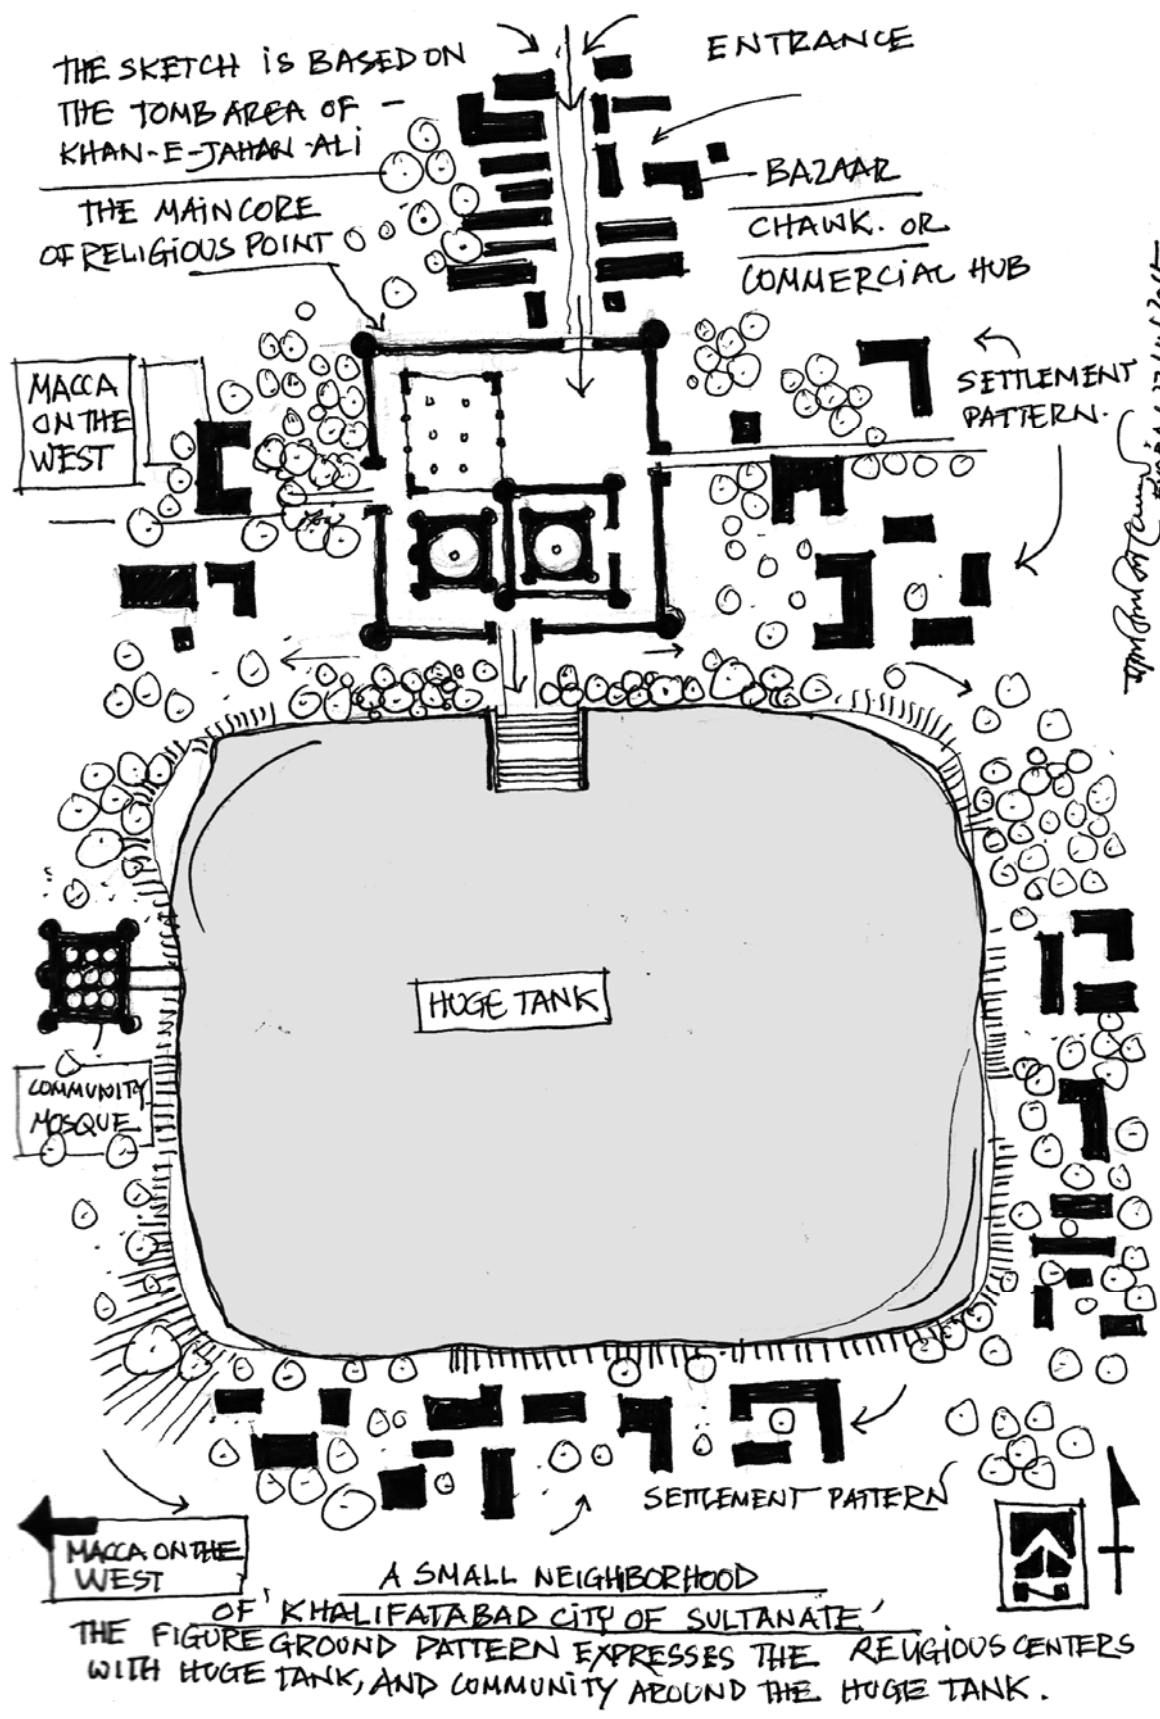 THE SKETCH IS BASED ON
THE TOMB AREA OF -
KHAN-E-JAHAN-ALI
THE MAIN CORE
OF RELIGIOUS POINT
ENTRANCE
BAZAAR
CHAWK. OR
COMMERCIAL HUB
MACCA
ON THE
WEST
SETTLEMENT
PATTERN.
HUGE TANK
COMMUNITY
MOSQUE
SETTLEMENT PATTERN
MACCA ON THE
WEST
N
A SMALL NEIGHBORHOOD
OF 'KHALIFATABAD CITY OF SULTANATE'
THE FIGURE GROUND PATTERN EXPRESSES THE RELIGIOUS CENTERS
WITH HUGE TANK, AND COMMUNITY AROUND THE HUGE TANK.